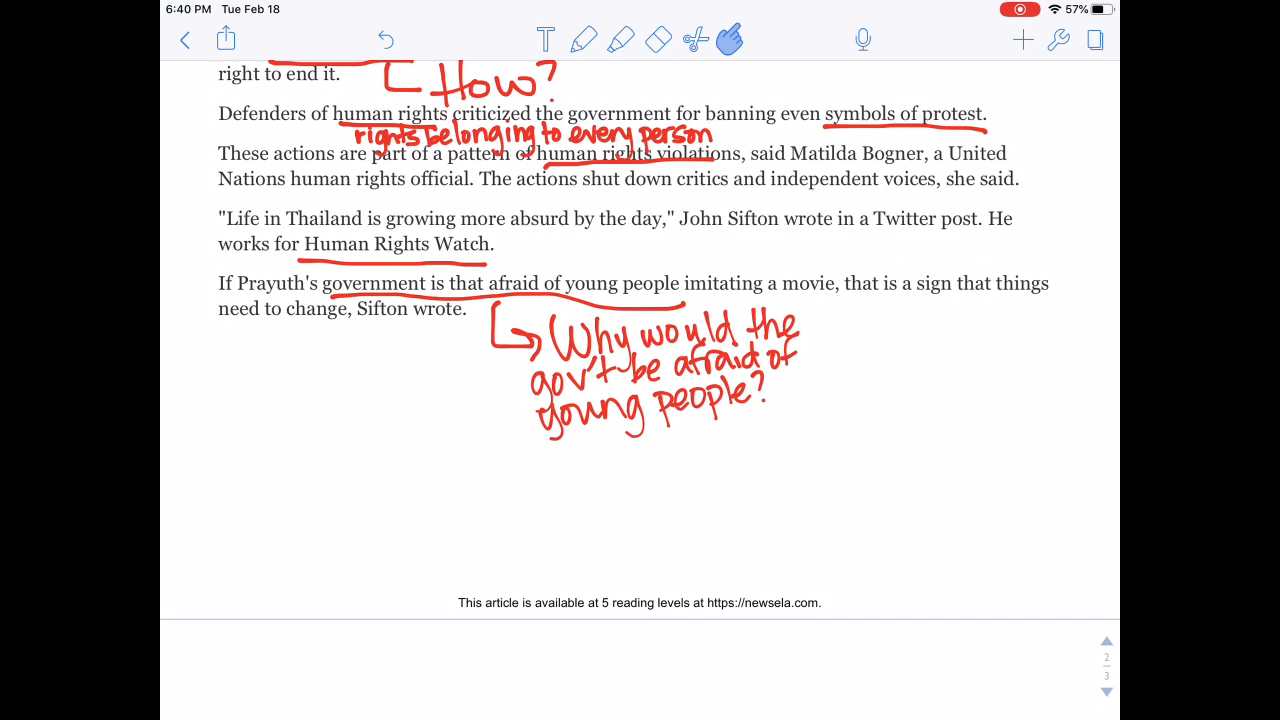 6:40 PM Tue Feb 18
57%
T
right to end it.
How?
Defenders of human rights criticized the government for banning even symbols of protest.
rights belonging to every person
These actions are part of a pattern of human rights violations, said Matilda Bogner, a United
Nations human rights official. The actions shut down critics and independent voices, she said.
"Life in Thailand is growing more absurd by the day," John Sifton wrote in a Twitter post. He
works for Human Rights Watch.
If Prayuth's government is that afraid of young people imitating a movie, that is a sign that things
need to change, Sifton wrote.
Why would the
gov't be afraid of
young people?
This article is available at 5 reading levels at https://newsela.com.
2
3